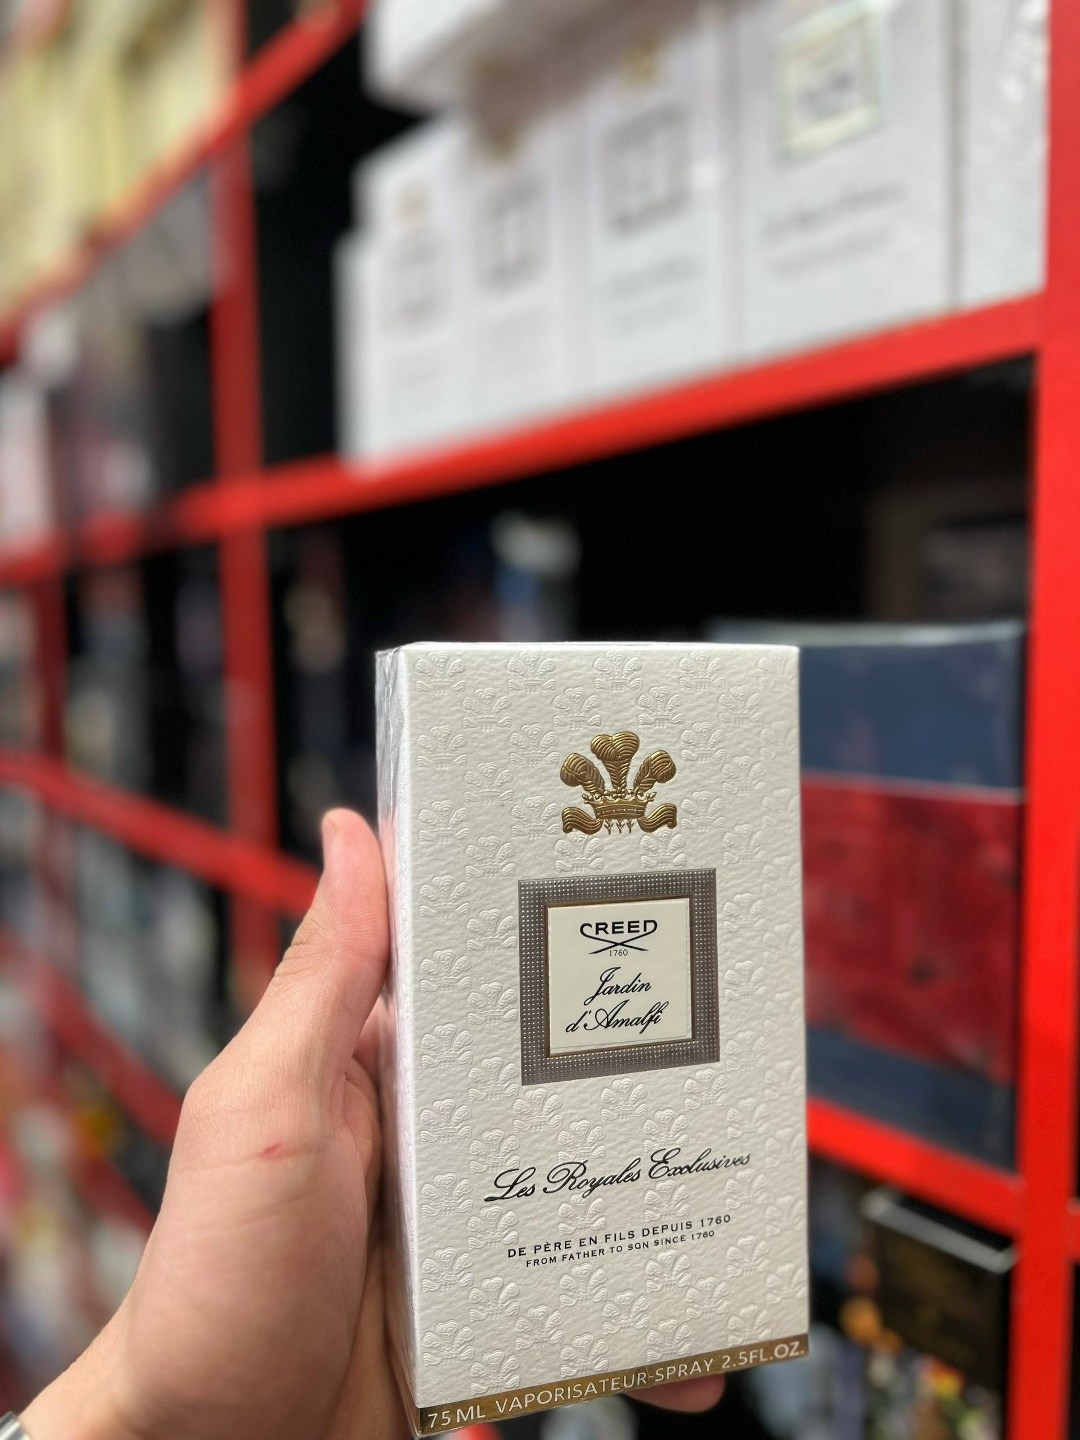 CREED
1760
Jardin
d'Amalfi
Les Royales Exclusives
DE PÈRE EN FILS DEPUIS 1760
FROM FATHER TO SON SINCE 1760
75 ML VAPORISATEUR-SPRAY 2.5FL.OZ.